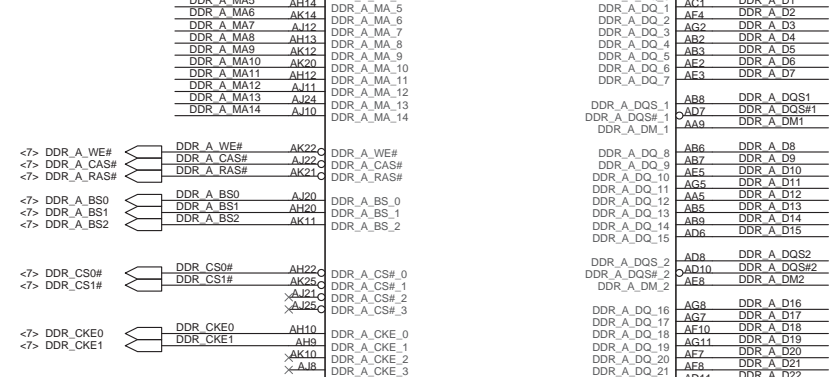 DDR_A_MA5 AH14 DDR_A_MA_5
DDR_A_MA6 AK14 DDR_A_MA_6
DDR_A_MA7 AJ12 DDR_A_MA_7
DDR_A_MA8 AH13 DDR_A_MA_8
DDR_A_MA9 AK12 DDR_A_MA_9
DDR_A_MA10 AK20 DDR_A_MA_10
DDR_A_MA11 AH12 DDR_A_MA_11
DDR_A_MA12 AJ11 DDR_A_MA_12
DDR_A_MA13 AJ24 DDR_A_MA_13
DDR_A_MA14 AJ10 DDR_A_MA_14
<7> DDR_A_WE# DDR_A_WE# AK22 DDR_A_WE#
<7> DDR_A_CAS# DDR_A_CAS# AJ22 DDR_A_CAS#
<7> DDR_A_RAS# DDR_A_RAS# AK21 DDR_A_RAS#
<7> DDR_A_BS0 DDR_A_BS0 AJ20 DDR_A_BS_0
<7> DDR_A_BS1 DDR_A_BS1 AH20 DDR_A_BS_1
<7> DDR_A_BS2 DDR_A_BS2 AK11 DDR_A_BS_2
<7> DDR_CS0# DDR_CS0# AH22 DDR_A_CS#_0
<7> DDR_CS1# DDR_CS1# AK25 DDR_A_CS#_1
AJ21 DDR_A_CS#_2
AJ25 DDR_A_CS#_3
<7> DDR_CKE0 DDR_CKE0 AH10 DDR_A_CKE_0
<7> DDR_CKE1 DDR_CKE1 AH9 DDR_A_CKE_1
AK10 DDR_A_CKE_2
AJ8 DDR_A_CKE_3
DDR_A_DQ_1 AC1 DDR_A_D1
DDR_A_DQ_2 AF4 DDR_A_D2
DDR_A_DQ_3 AG2 DDR_A_D3
DDR_A_DQ_4 AB2 DDR_A_D4
DDR_A_DQ_5 AB3 DDR_A_D5
DDR_A_DQ_6 AE2 DDR_A_D6
DDR_A_DQ_7 AE3 DDR_A_D7
DDR_A_DQS_1 AB8 DDR_A_DQS1
DDR_A_DQS#_1 AD7 DDR_A_DQS#1
DDR_A_DM_1 AA9 DDR_A_DM1
DDR_A_DQ_8 AB6 DDR_A_D8
DDR_A_DQ_9 AB7 DDR_A_D9
DDR_A_DQ_10 AE5 DDR_A_D10
DDR_A_DQ_11 AG5 DDR_A_D11
DDR_A_DQ_12 AA5 DDR_A_D12
DDR_A_DQ_13 AB5 DDR_A_D13
DDR_A_DQ_14 AB9 DDR_A_D14
DDR_A_DQ_15 AD6 DDR_A_D15
DDR_A_DQS_2 AD8 DDR_A_DQS2
DDR_A_DQS#_2 AD10 DDR_A_DQS#2
DDR_A_DM_2 AE8 DDR_A_DM2
DDR_A_DQ_16 AG8 DDR_A_D16
DDR_A_DQ_17 AG7 DDR_A_D17
DDR_A_DQ_18 AF10 DDR_A_D18
DDR_A_DQ_19 AG11 DDR_A_D19
DDR_A_DQ_20 AF7 DDR_A_D20
DDR_A_DQ_21 AF8 DDR_A_D21
AD11 DDR_A_D22